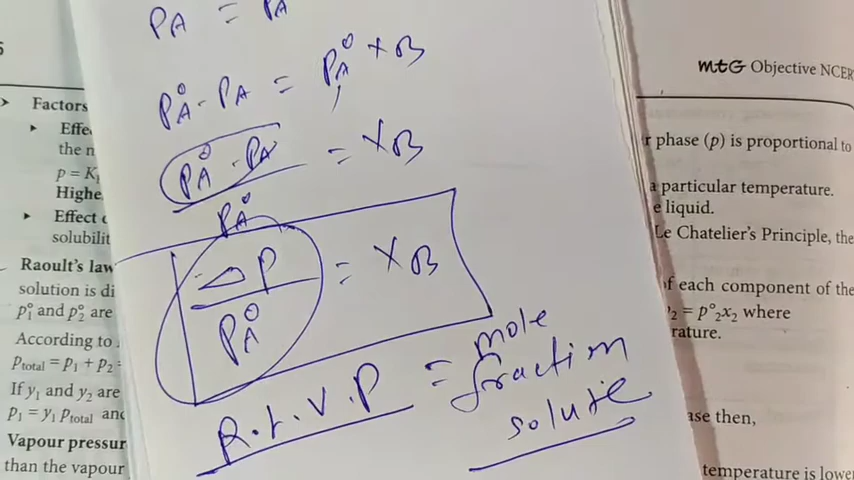 PA = PA
P°A - PA = P°A XB
P°A - PA = XB
P°A
ΔP = XB
P°A
R.L.V.P = mole
fraction
solute
mtG Objective NCER
Factors
Effe
the n
p = K
Highe
Effect
solubilit
Raoult's law
solution is di
p°1 and p°2 are
According to
Ptotal = p1 + p2
If y1 and y2 are
p1 = y1 Ptotal and
Vapour pressur
than the vapour
r phase (p) is proportional to
a particular temperature.
e liquid.
Le Chatelier's Principle, the
of each component of the
2 = p°2x2 where
rature.
ase then,
temperature is lower